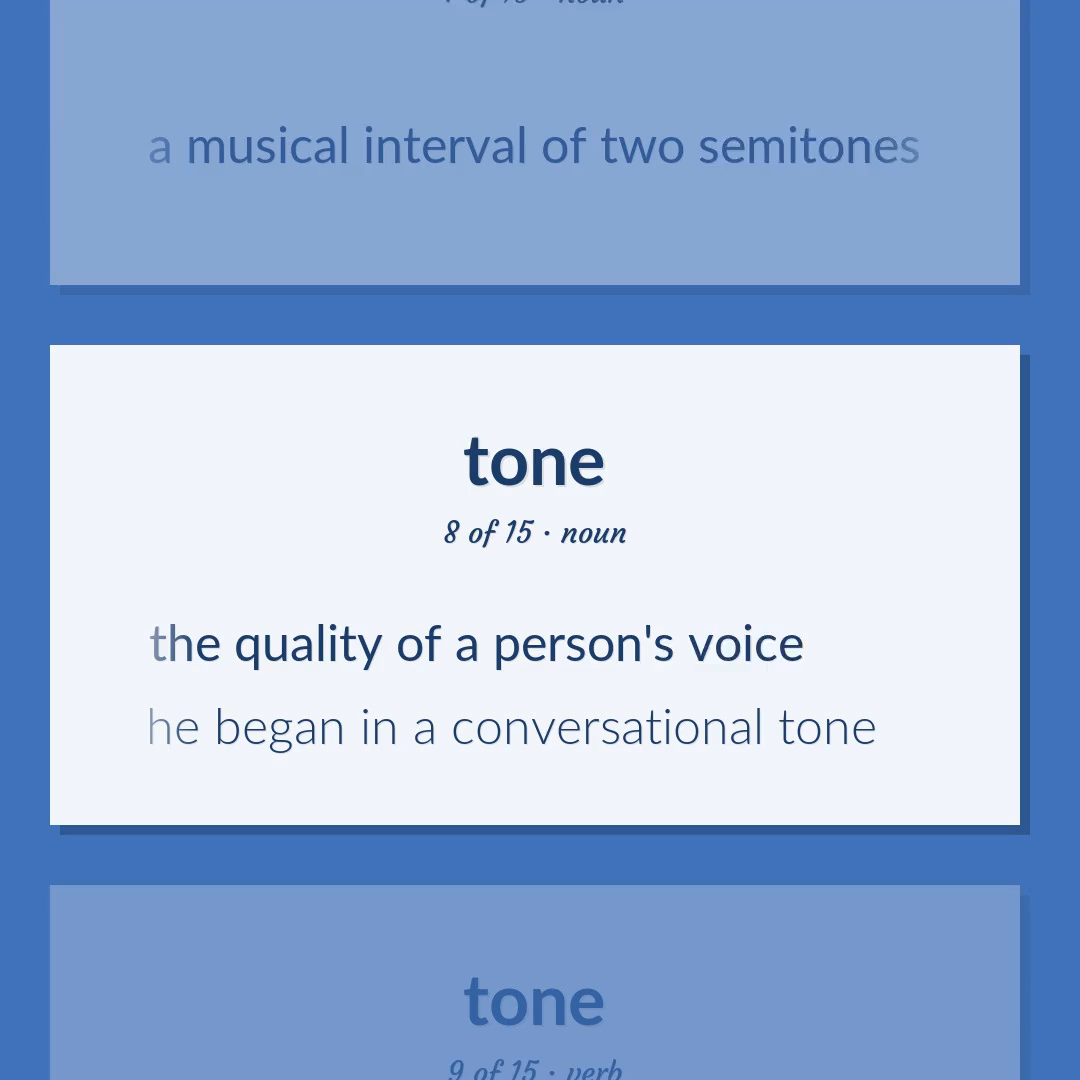 a musical interval of two semitones
tone
8 of 15 · noun
the quality of a person's voice
he began in a conversational tone
tone
9 of 15 · verb